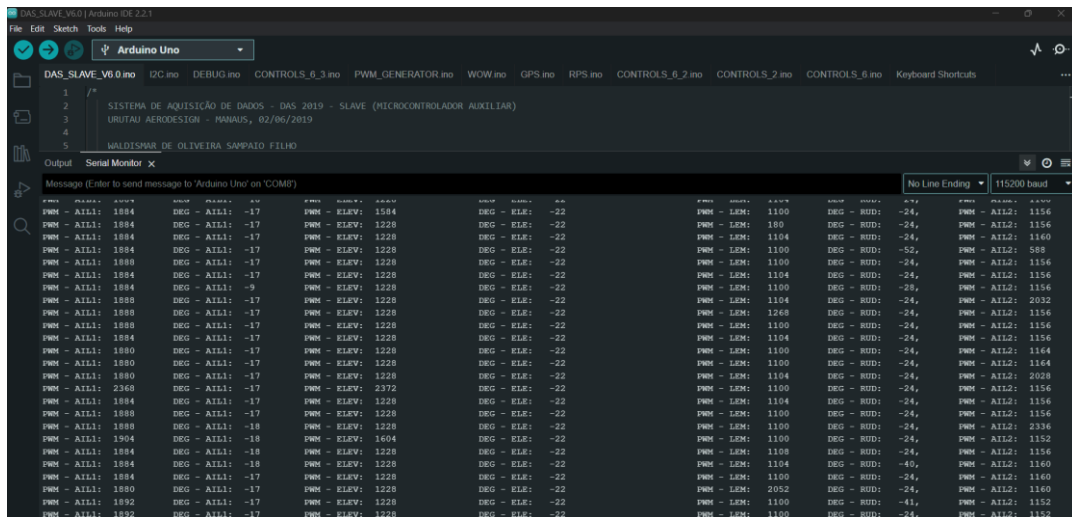 DAS_SLAVE_V6.0 | Arduino IDE 2.2.1
File Edit Sketch Tools Help
Arduino Uno
DAS_SLAVE_V6.0.ino I2C.ino DEBUG.ino CONTROLS_6_3.ino PWM_GENERATOR.ino WOW.ino GPS.ino RPS.ino CONTROLS_6_2.ino CONTROLS_2.ino CONTROLS_6.ino Keyboard Shortcuts ...
1 /*
2 SISTEMA DE AQUISIÇÃO DE DADOS - DAS 2019 - SLAVE (MICROCONTROLADOR AUXILIAR)
3 URUTAU AERODESIGN - MANAUS, 02/06/2019
4
5 WALDISMAR DE OLIVEIRA SAMPAIO FILHO
Output Serial Monitor x
Message (Enter to send message to 'Arduino Uno' on 'COM8') No Line Ending 115200 baud
PWM - AIL1: 1884 DEG - AIL1: -17 PWM - ELEV: 1584 DEG - ELE: -22 PWM - LEM: 1100 DEG - RUD: -24, PWM - AIL2: 1156
PWM - AIL1: 1884 DEG - AIL1: -17 PWM - ELEV: 1228 DEG - ELE: -22 PWM - LEM: 180 DEG - RUD: -24, PWM - AIL2: 1156
PWM - AIL1: 1884 DEG - AIL1: -17 PWM - ELEV: 1228 DEG - ELE: -22 PWM - LEM: 1104 DEG - RUD: -24, PWM - AIL2: 1160
PWM - AIL1: 1884 DEG - AIL1: -17 PWM - ELEV: 1228 DEG - ELE: -22 PWM - LEM: 1100 DEG - RUD: -52, PWM - AIL2: 588
PWM - AIL1: 1888 DEG - AIL1: -17 PWM - ELEV: 1228 DEG - ELE: -22 PWM - LEM: 1100 DEG - RUD: -24, PWM - AIL2: 1156
PWM - AIL1: 1884 DEG - AIL1: -17 PWM - ELEV: 1228 DEG - ELE: -22 PWM - LEM: 1104 DEG - RUD: -24, PWM - AIL2: 1156
PWM - AIL1: 1884 DEG - AIL1: -9 PWM - ELEV: 1228 DEG - ELE: -22 PWM - LEM: 1100 DEG - RUD: -28, PWM - AIL2: 1156
PWM - AIL1: 1888 DEG - AIL1: -17 PWM - ELEV: 1228 DEG - ELE: -22 PWM - LEM: 1104 DEG - RUD: -24, PWM - AIL2: 2032
PWM - AIL1: 1888 DEG - AIL1: -17 PWM - ELEV: 1228 DEG - ELE: -22 PWM - LEM: 1268 DEG - RUD: -24, PWM - AIL2: 1156
PWM - AIL1: 1888 DEG - AIL1: -17 PWM - ELEV: 1228 DEG - ELE: -22 PWM - LEM: 1100 DEG - RUD: -24, PWM - AIL2: 1156
PWM - AIL1: 1884 DEG - AIL1: -17 PWM - ELEV: 1228 DEG - ELE: -22 PWM - LEM: 1104 DEG - RUD: -24, PWM - AIL2: 1156
PWM - AIL1: 1880 DEG - AIL1: -17 PWM - ELEV: 1228 DEG - ELE: -22 PWM - LEM: 1100 DEG - RUD: -24, PWM - AIL2: 1164
PWM - AIL1: 1880 DEG - AIL1: -17 PWM - ELEV: 1228 DEG - ELE: -22 PWM - LEM: 1100 DEG - RUD: -24, PWM - AIL2: 1164
PWM - AIL1: 1880 DEG - AIL1: -17 PWM - ELEV: 1228 DEG - ELE: -22 PWM - LEM: 1104 DEG - RUD: -24, PWM - AIL2: 2028
PWM - AIL1: 2368 DEG - AIL1: -17 PWM - ELEV: 2372 DEG - ELE: -22 PWM - LEM: 1100 DEG - RUD: -24, PWM - AIL2: 1156
PWM - AIL1: 1884 DEG - AIL1: -17 PWM - ELEV: 1228 DEG - ELE: -22 PWM - LEM: 1104 DEG - RUD: -24, PWM - AIL2: 1156
PWM - AIL1: 1888 DEG - AIL1: -17 PWM - ELEV: 1228 DEG - ELE: -22 PWM - LEM: 1100 DEG - RUD: -24, PWM - AIL2: 1156
PWM - AIL1: 1888 DEG - AIL1: -18 PWM - ELEV: 1228 DEG - ELE: -22 PWM - LEM: 1100 DEG - RUD: -24, PWM - AIL2: 2336
PWM - AIL1: 1904 DEG - AIL1: -18 PWM - ELEV: 1604 DEG - ELE: -22 PWM - LEM: 1100 DEG - RUD: -24, PWM - AIL2: 1152
PWM - AIL1: 1884 DEG - AIL1: -18 PWM - ELEV: 1228 DEG - ELE: -22 PWM - LEM: 1108 DEG - RUD: -24, PWM - AIL2: 1156
PWM - AIL1: 1884 DEG - AIL1: -18 PWM - ELEV: 1228 DEG - ELE: -22 PWM - LEM: 1104 DEG - RUD: -40, PWM - AIL2: 1160
PWM - AIL1: 1884 DEG - AIL1: -17 PWM - ELEV: 1228 DEG - ELE: -22 PWM - LEM: 1100 DEG - RUD: -24, PWM - AIL2: 1160
PWM - AIL1: 1880 DEG - AIL1: -17 PWM - ELEV: 1228 DEG - ELE: -22 PWM - LEM: 2052 DEG - RUD: -24, PWM - AIL2: 1160
PWM - AIL1: 1892 DEG - AIL1: -17 PWM - ELEV: 1228 DEG - ELE: -22 PWM - LEM: 1100 DEG - RUD: -41, PWM - AIL2: 1152
PWM - AIL1: 1892 DEG - AIL1: -17 PWM - ELEV: 1228 DEG - ELE: -22 PWM - LEM: 1100 DEG - RUD: -24, PWM - AIL2: 1152